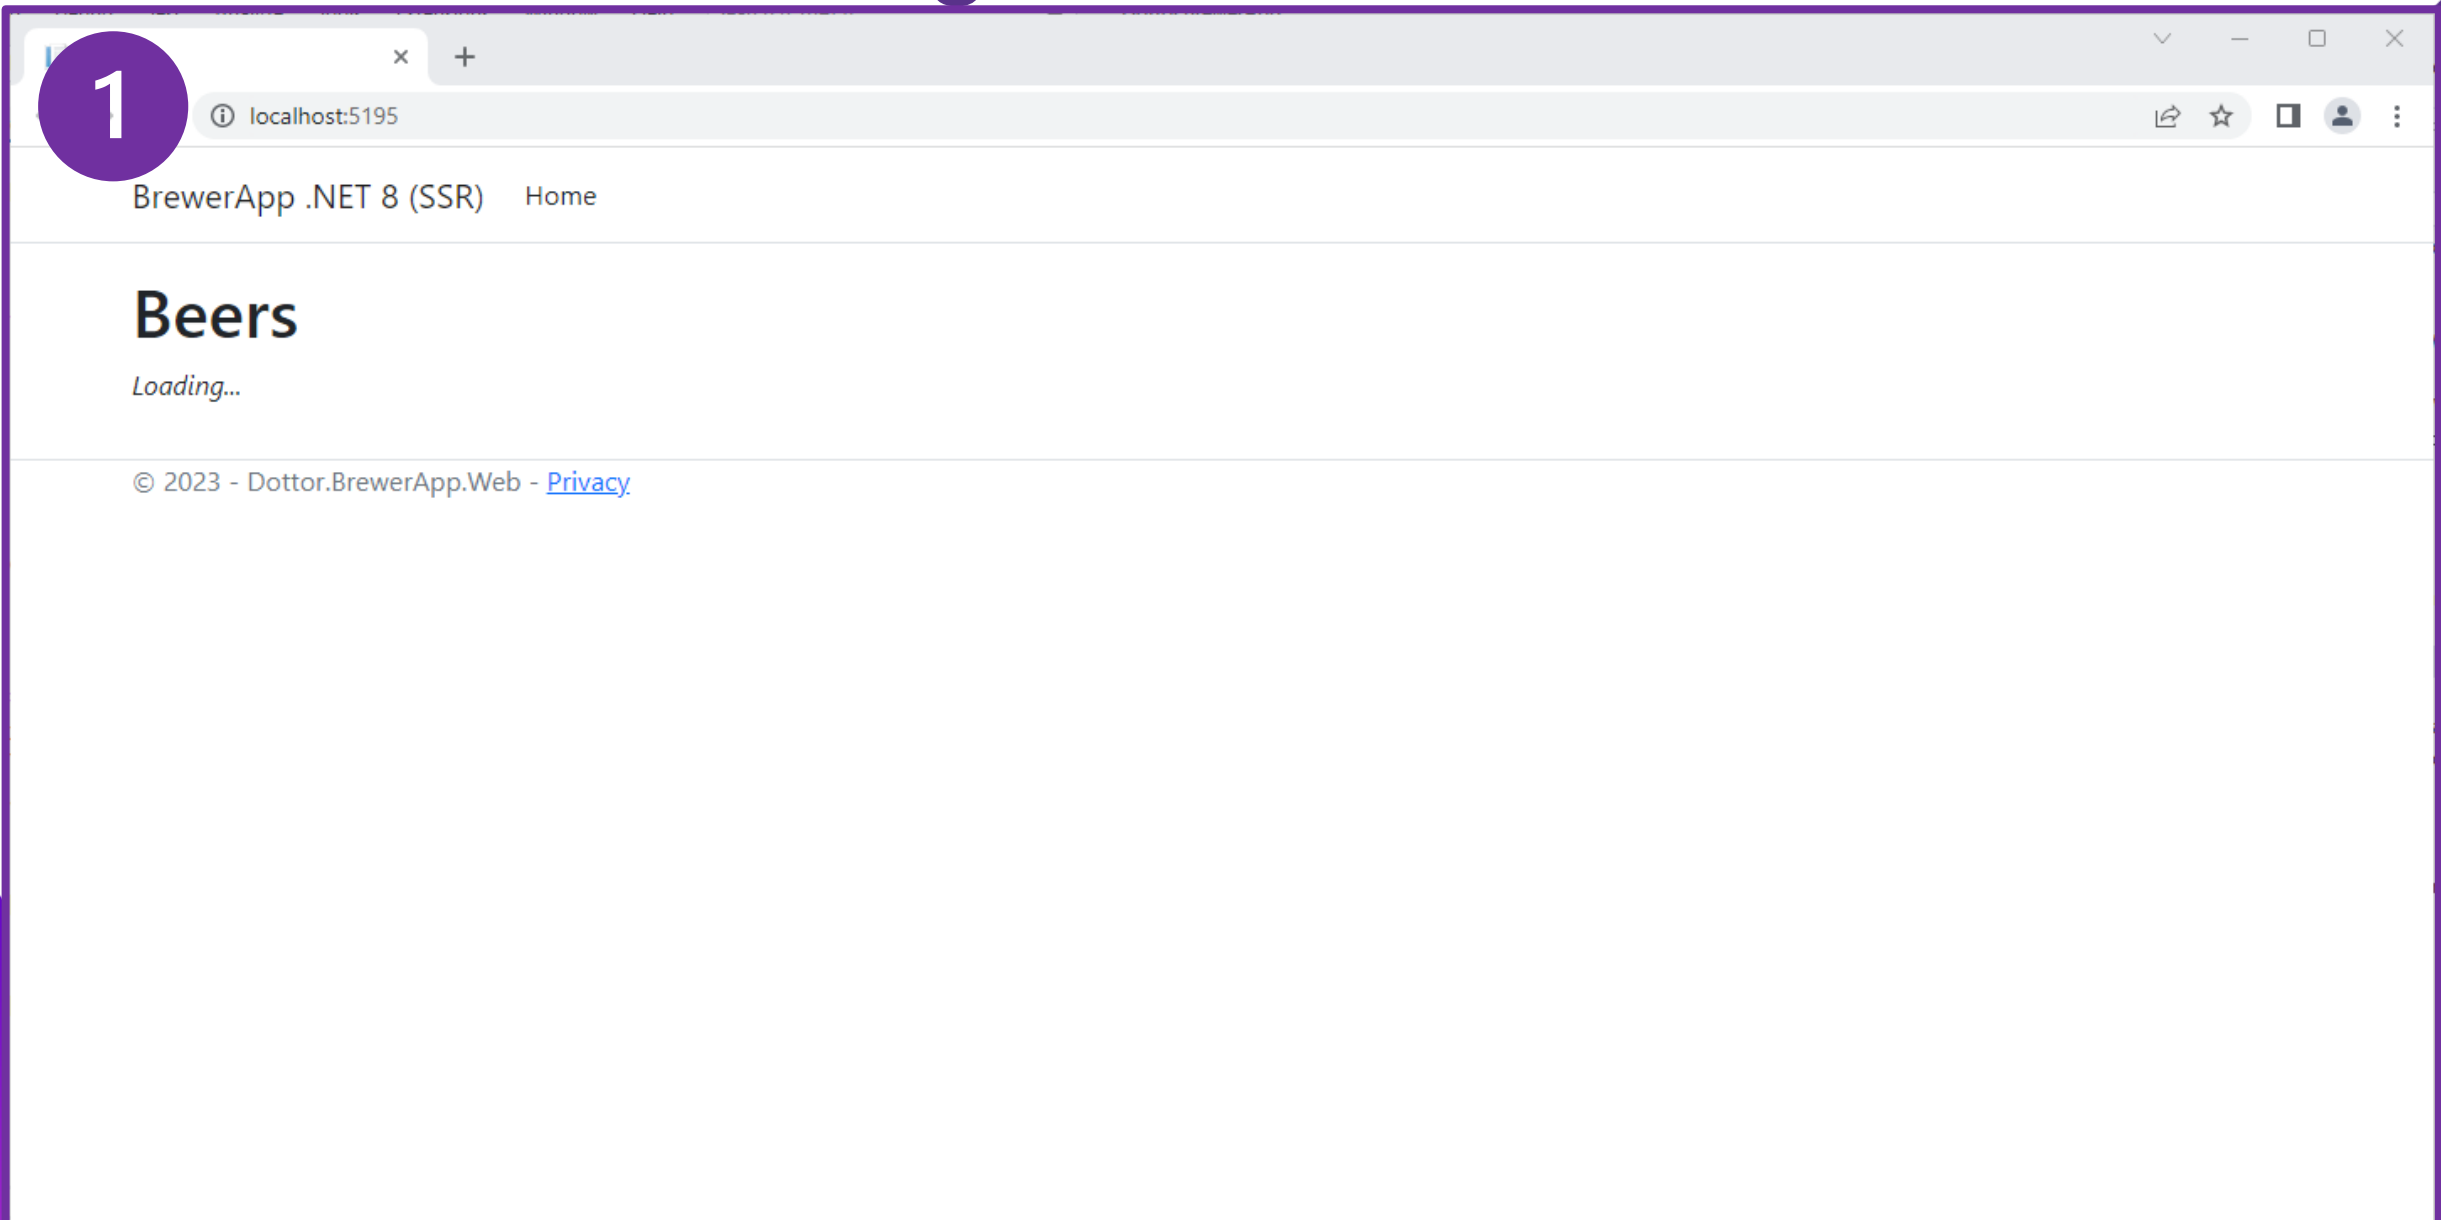 1
localhost:5195
BrewerApp .NET 8 (SSR) Home
Beers
Loading...
© 2023 - Dottor.BrewerApp.Web - Privacy